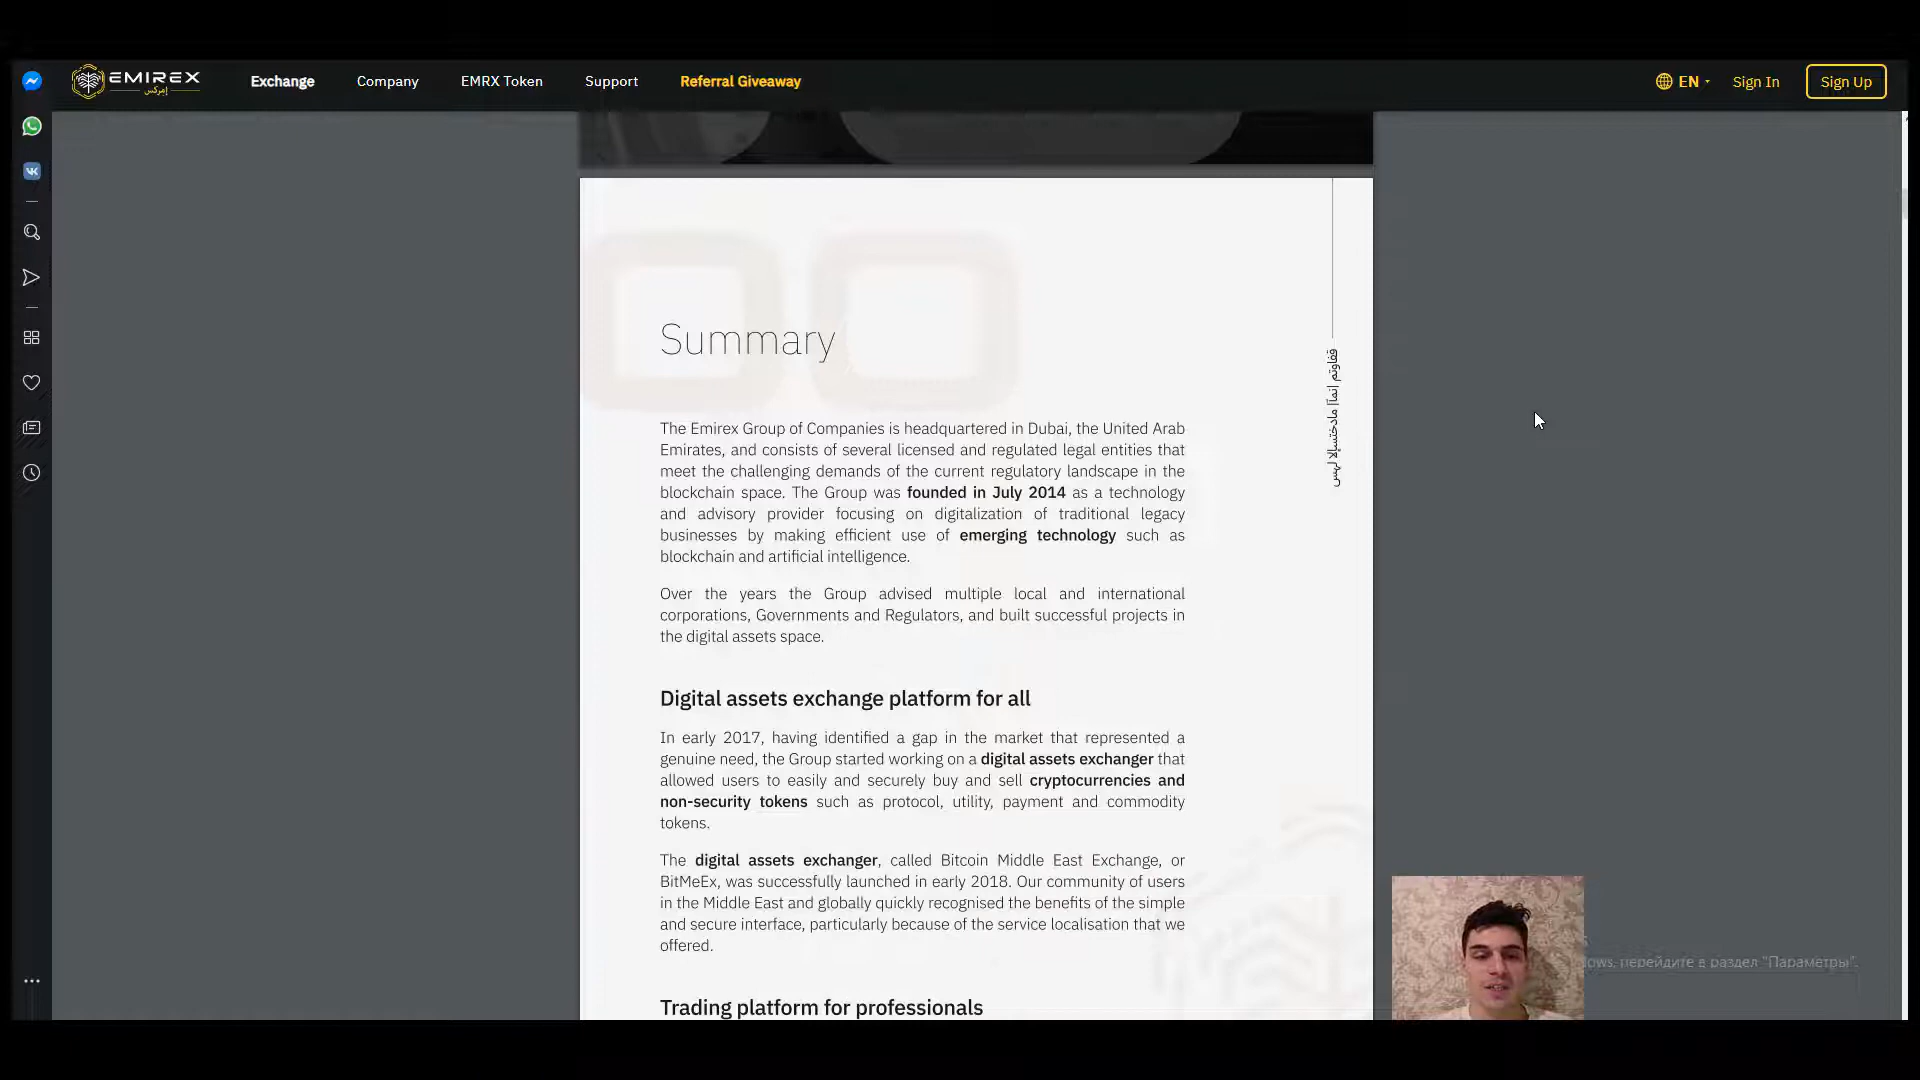 EMIREX
إمركس
Exchange
Company
EMRX Token
Support
Referral Giveaway
EN
Sign In
Sign Up
Summary
The Emirex Group of Companies is headquartered in Dubai, the United Arab
Emirates, and consists of several licensed and regulated legal entities that
meet the challenging demands of the current regulatory landscape in the
blockchain space. The Group was founded in July 2014 as a technology
and advisory provider focusing on digitalization of traditional legacy
businesses by making efficient use of emerging technology such as
blockchain and artificial intelligence.
Over the years the Group advised multiple local and international
corporations, Governments and Regulators, and built successful projects in
the digital assets space.
Digital assets exchange platform for all
In early 2017, having identified a gap in the market that represented a
genuine need, the Group started working on a digital assets exchanger that
allowed users to easily and securely buy and sell cryptocurrencies and
non-security tokens such as protocol, utility, payment and commodity
tokens.
The digital assets exchanger, called Bitcoin Middle East Exchange, or
BitMeEx, was successfully launched in early 2018. Our community of users
in the Middle East and globally quickly recognised the benefits of the simple
and secure interface, particularly because of the service localisation that we
offered.
Trading platform for professionals
перейдите в раздел "Параметры".